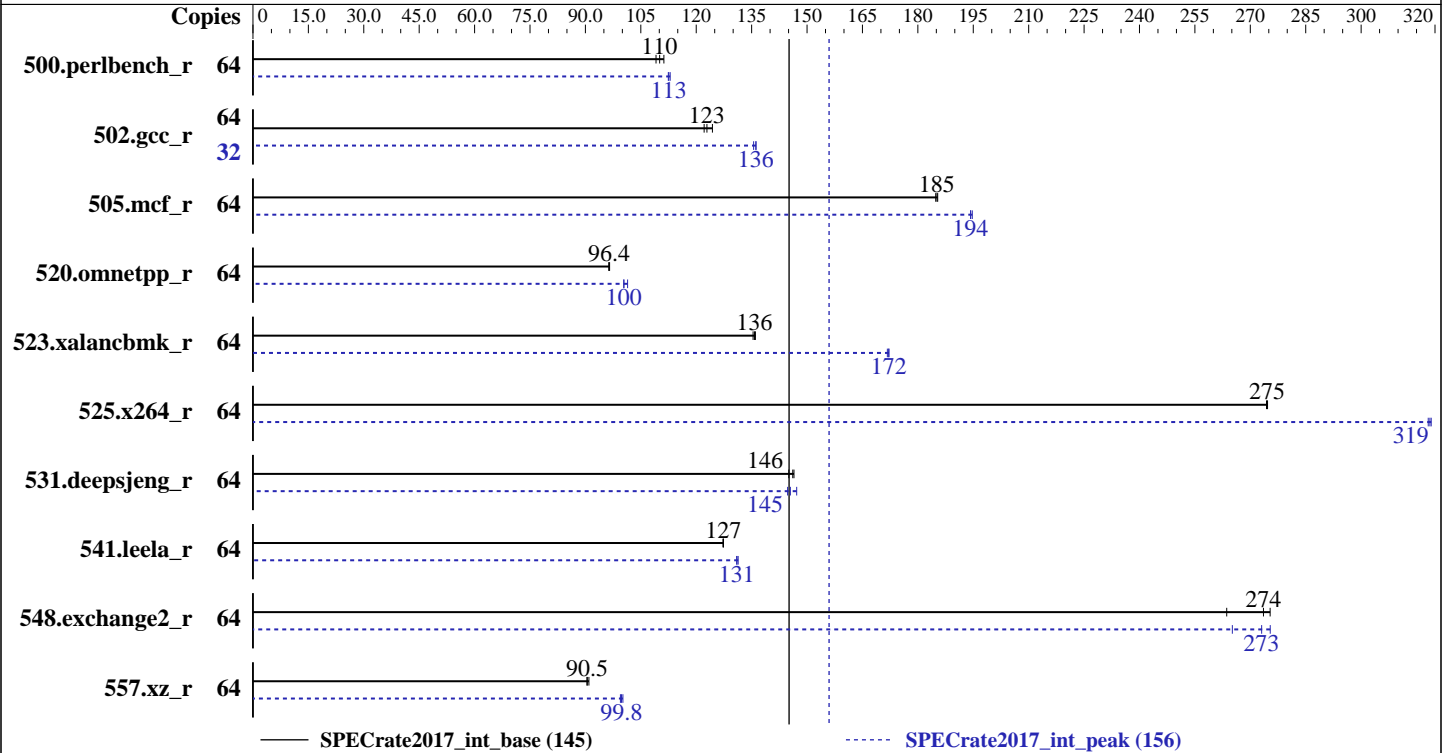 Copies 0 15.0 30.0 45.0 60.0 75.0 90.0 105 120 135 150 165 180 195 210 225 240 255 270 285 300 320
110
500.perlbench_r 64
113
64 123
502.gcc_r
32 136
185
505.mcf_r 64
194
96.4
520.omnetpp_r 64
100
136
523.xalancbmk_r 64
172
275
525.x264_r 64
319
146
531.deepsjeng_r 64
145
127
541.leela_r 64
131
274
548.exchange2_r 64
273
90.5
557.xz_r 64
99.8
SPECrate2017_int_base (145) SPECrate2017_int_peak (156)